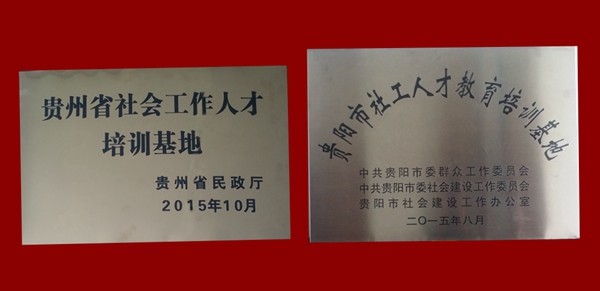 贵州省社会工作人才
培训基地
贵州省民政厅
2015年10月
贵阳市社工人才教育培训基地
中共贵阳市委群众工作委员会
中共贵阳市委社会建设工作委员会
贵阳市社会建设工作办公室
二〇一五年八月